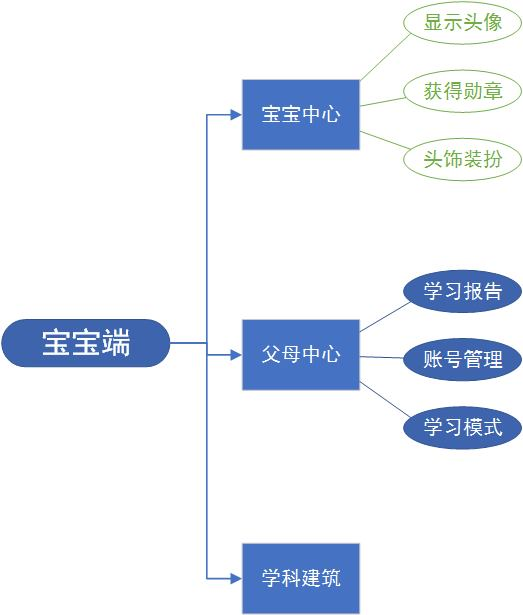 宝宝端
宝宝中心
显示头像
获得勋章
头饰装扮
父母中心
学习报告
账号管理
学习模式
学科建筑